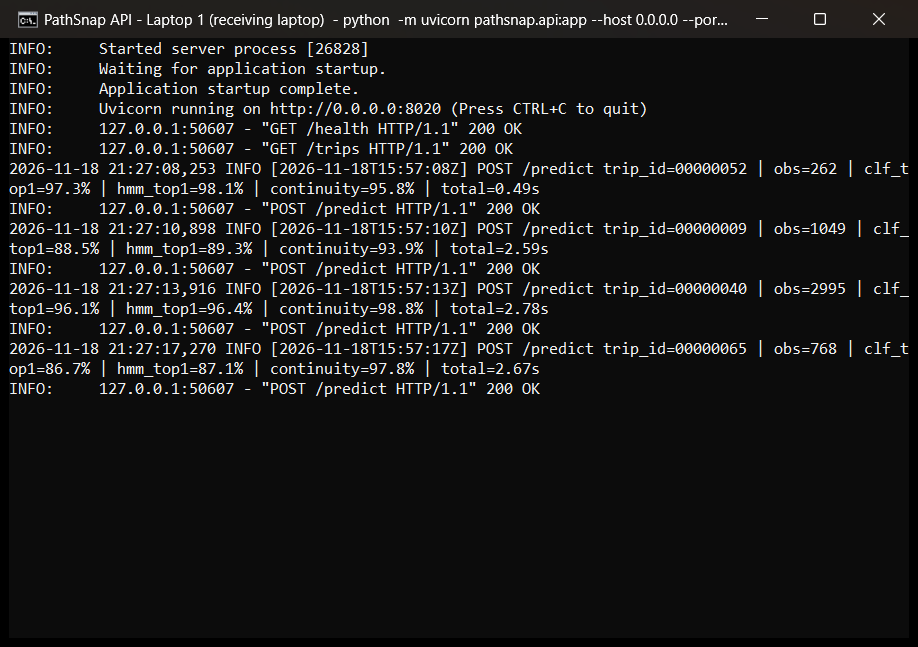 PathSnap API - Laptop 1 (receiving laptop) - python -m uvicorn pathsnap.api:app --host 0.0.0.0 --por...
INFO:     Started server process [26828]
INFO:     Waiting for application startup.
INFO:     Application startup complete.
INFO:     Uvicorn running on http://0.0.0.0:8020 (Press CTRL+C to quit)
INFO:     127.0.0.1:50607 - "GET /health HTTP/1.1" 200 OK
INFO:     127.0.0.1:50607 - "GET /trips HTTP/1.1" 200 OK
2026-11-18 21:27:08,253 INFO [2026-11-18T15:57:08Z] POST /predict trip_id=00000052 | obs=262 | clf_t
op1=97.3% | hmm_top1=98.1% | continuity=95.8% | total=0.49s
INFO:     127.0.0.1:50607 - "POST /predict HTTP/1.1" 200 OK
2026-11-18 21:27:10,898 INFO [2026-11-18T15:57:10Z] POST /predict trip_id=00000009 | obs=1049 | clf_
top1=88.5% | hmm_top1=89.3% | continuity=93.9% | total=2.59s
INFO:     127.0.0.1:50607 - "POST /predict HTTP/1.1" 200 OK
2026-11-18 21:27:13,916 INFO [2026-11-18T15:57:13Z] POST /predict trip_id=00000040 | obs=2995 | clf_
top1=96.1% | hmm_top1=96.4% | continuity=98.8% | total=2.78s
INFO:     127.0.0.1:50607 - "POST /predict HTTP/1.1" 200 OK
2026-11-18 21:27:17,270 INFO [2026-11-18T15:57:17Z] POST /predict trip_id=00000065 | obs=768 | clf_t
op1=86.7% | hmm_top1=87.1% | continuity=97.8% | total=2.67s
INFO:     127.0.0.1:50607 - "POST /predict HTTP/1.1" 200 OK